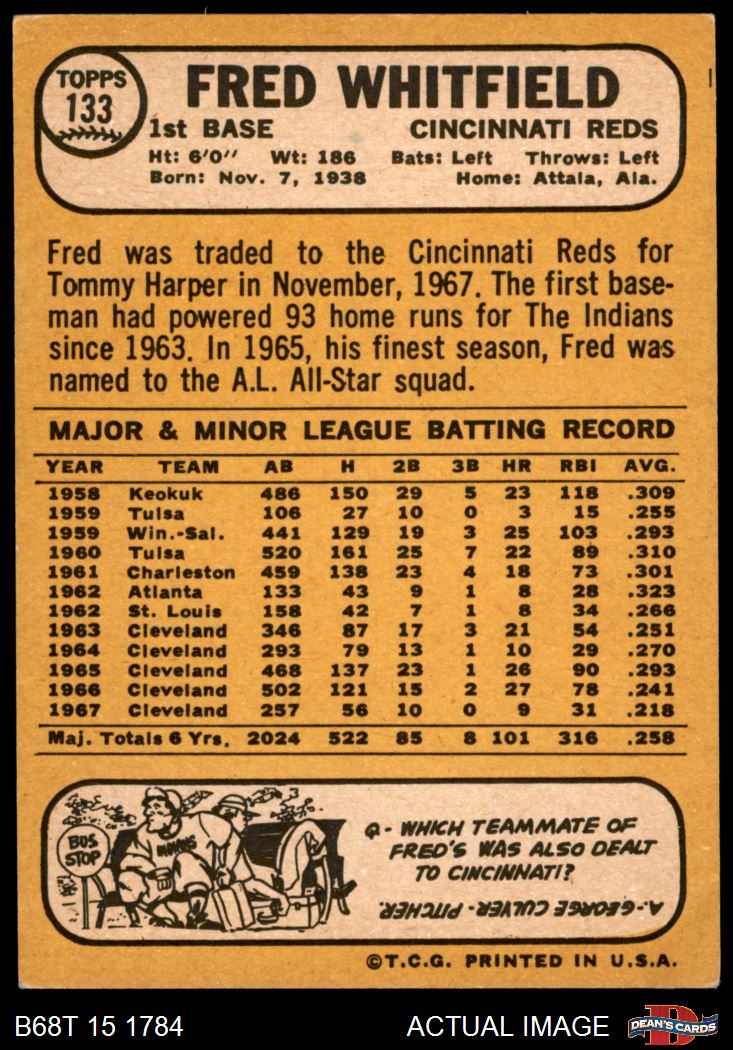 TOPPS
133
FRED WHITFIELD
1st BASE CINCINNATI REDS
Ht: 6'0" Wt: 186 Bats: Left Throws: Left
Born: Nov. 7, 1938 Home: Attala, Ala.
Fred was traded to the Cincinnati Reds for
Tommy Harper in November, 1967. The first base-
man had powered 93 home runs for The Indians
since 1963. In 1965, his finest season, Fred was
named to the A.L. All-Star squad.
MAJOR & MINOR LEAGUE BATTING RECORD
YEAR TEAM AB H 2B 3B HR RBI AVG.
1958 Keokuk 486 150 29 5 23 118 .309
1959 Tulsa 106 27 10 0 3 15 .255
1959 Win.-Sal. 441 129 19 3 25 103 .293
1960 Tulsa 520 161 25 7 22 89 .310
1961 Charleston 459 138 23 4 18 73 .301
1962 Atlanta 133 43 9 1 8 28 .323
1962 St. Louis 158 42 7 1 8 34 .266
1963 Cleveland 346 87 17 3 21 54 .251
1964 Cleveland 293 79 13 1 10 29 .270
1965 Cleveland 468 137 23 1 26 90 .293
1966 Cleveland 502 121 15 2 27 78 .241
1967 Cleveland 257 56 10 0 9 31 .218
Maj. Totals 6 Yrs. 2024 522 85 8 101 316 .258
BUS
STOP
Q - WHICH TEAMMATE OF
FRED'S WAS ALSO DEALT
TO CINCINNATI?
A - GEORGE CULVER - PITCHER.
©T.C.G. PRINTED IN U.S.A.
B68T 15 1784 ACTUAL IMAGE
D
DEAN'S CARDS